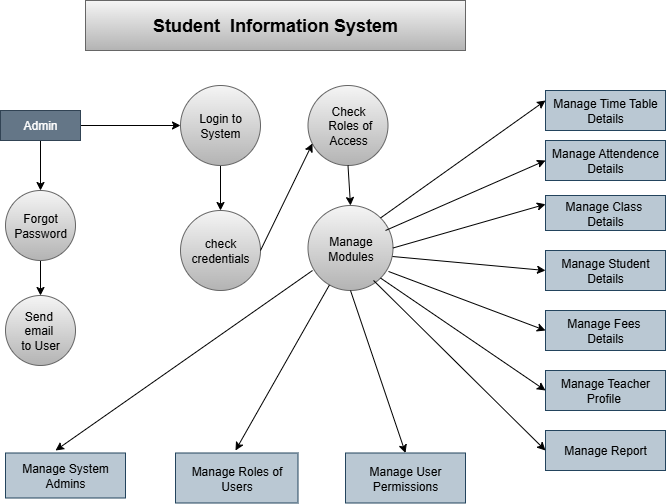 Student Information System
Admin
Login to
System
Check
Roles of
Access
Manage Time Table
Details
Manage Attendence
Details
Manage Class
Details
Forgot
Password
check
credentials
Manage
Modules
Manage Student
Details
Send
email
to User
Manage Fees
Details
Manage Teacher
Profile
Manage Report
Manage System
Admins
Manage Roles of
Users
Manage User
Permissions